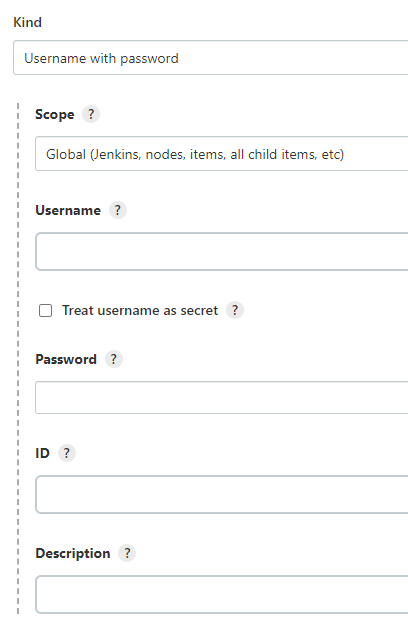 Kind
Username with password
Scope ?
Global (Jenkins, nodes, items, all child items, etc)
Username ?
Treat username as secret ?
Password ?
ID ?
Description ?